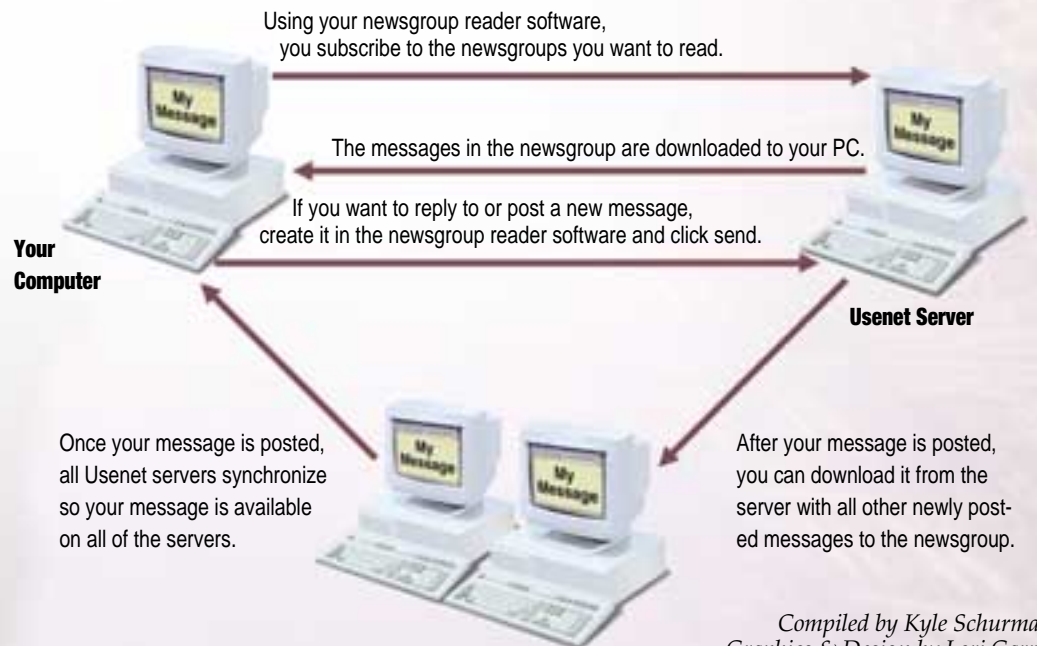 Using your newsgroup reader software,
you subscribe to the newsgroups you want to read.
My
Message
My
Message
The messages in the newsgroup are downloaded to your PC.
If you want to reply to or post a new message,
create it in the newsgroup reader software and click send.
Your
Computer
Usenet Server
Once your message is posted,
all Usenet servers synchronize
so your message is available
on all of the servers.
My
Message
My
Message
After your message is posted,
you can download it from the
server with all other newly post-
ed messages to the newsgroup.
Compiled by Kyle Schurma
Graphics & Design by Lori Garr